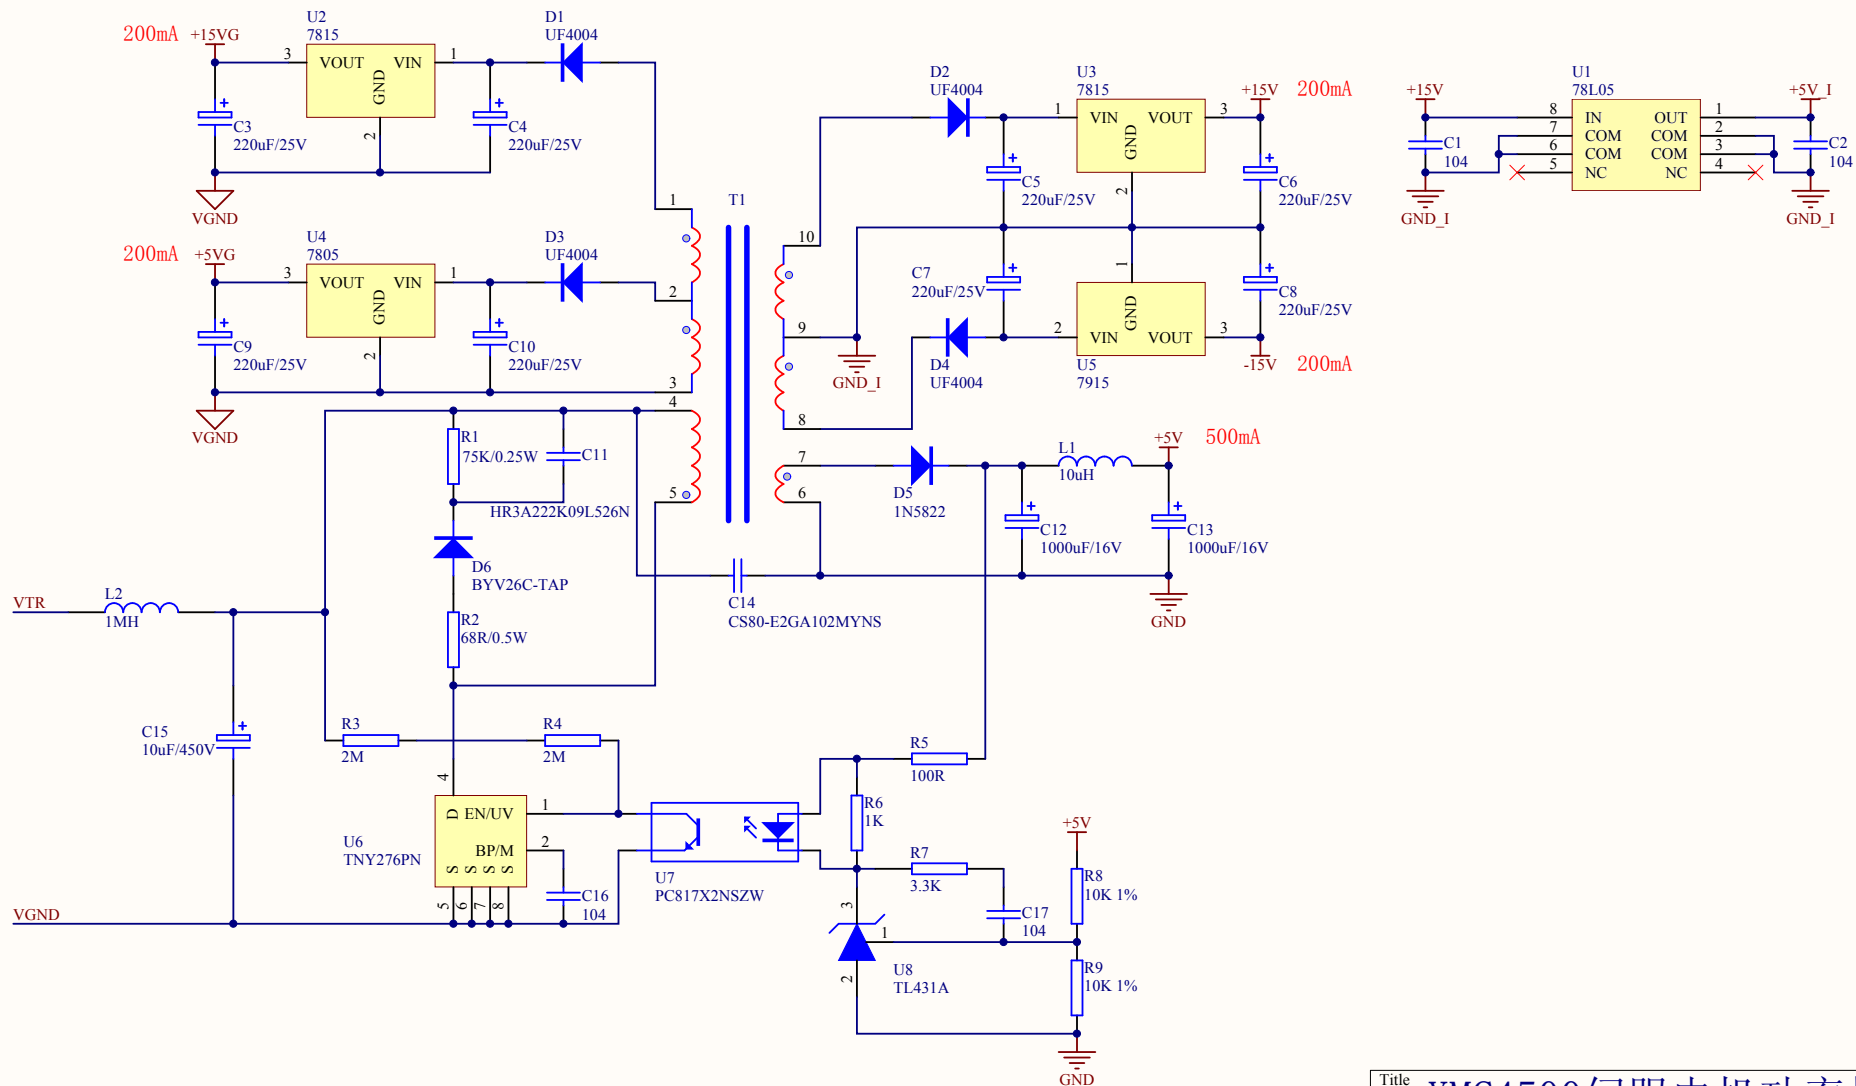 200mA +15VG
U2
7815
3 VOUT VIN 1
GND
2
D1
UF4004
C3
220uF/25V
C4
220uF/25V
VGND
200mA +5VG
U4
7805
3 VOUT VIN 1
GND
2
D3
UF4004
C9
220uF/25V
C10
220uF/25V
VGND
T1
1
2
3
4
5
10
9
8
7
6
D2
UF4004
U3
7815
1 VIN VOUT 3
GND
2
+15V 200mA
C5
220uF/25V
C6
220uF/25V
C7
220uF/25V
C8
220uF/25V
GND_I
D4
UF4004
1
GND
2 VIN VOUT 3
U5
7915
-15V 200mA
+15V
U1
78L05
+5V_I
8 IN OUT 1
7 COM COM 2
6 COM COM 3
5 NC NC 4
C1
104
C2
104
GND_I
GND_I
R1
75K/0.25W
C11
HR3A222K09L526N
D6
BYV26C-TAP
R2
68R/0.5W
D5
1N5822
L1
10uH
+5V 500mA
C12
1000uF/16V
C13
1000uF/16V
C14
CS80-E2GA102MYNS
GND
VTR
L2
1MH
C15
10uF/450V
R3
2M
R4
2M
4
D EN/UV 1
BP/M 2
S S S S
5 6 7 8
U6
TNY276PN
C16
104
VGND
U7
PC817X2NSZW
R5
100R
R6
1K
R7
3.3K
C17
104
+5V
R8
10K 1%
R9
10K 1%
3
1
2
U8
TL431A
GND
Title